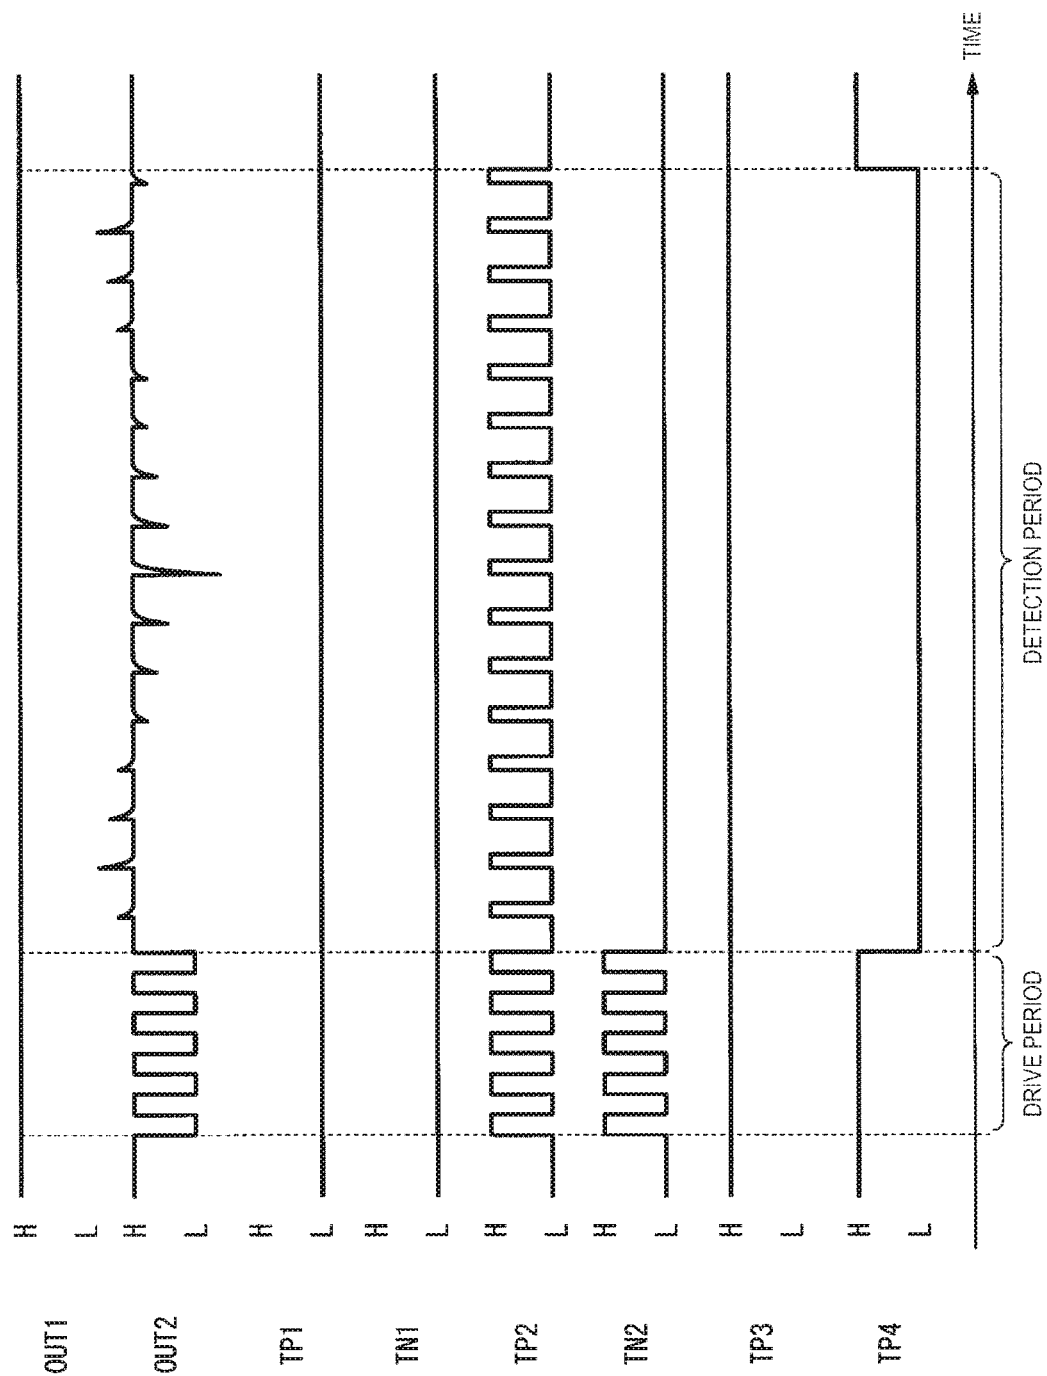 OUT1
H
L
OUT2
H
L
TP1
H
L
TN1
H
L
TP2
H
L
TN2
H
L
TP3
H
L
TP4
H
L
TIME
DRIVE PERIOD
DETECTION PERIOD